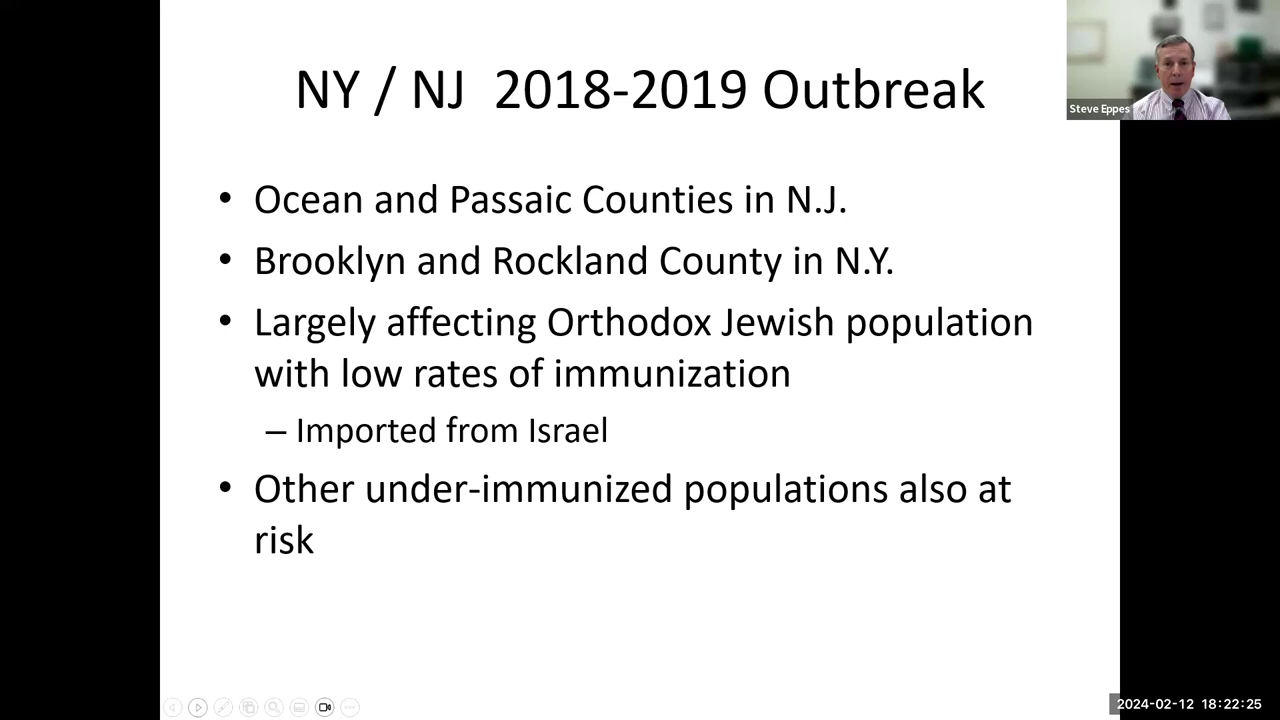 NY / NJ 2018-2019 Outbreak
Steve Eppes
• Ocean and Passaic Counties in N.J.
• Brooklyn and Rockland County in N.Y.
• Largely affecting Orthodox Jewish population
with low rates of immunization
– Imported from Israel
• Other under-immunized populations also at
risk
2024-02-12 18:22:25